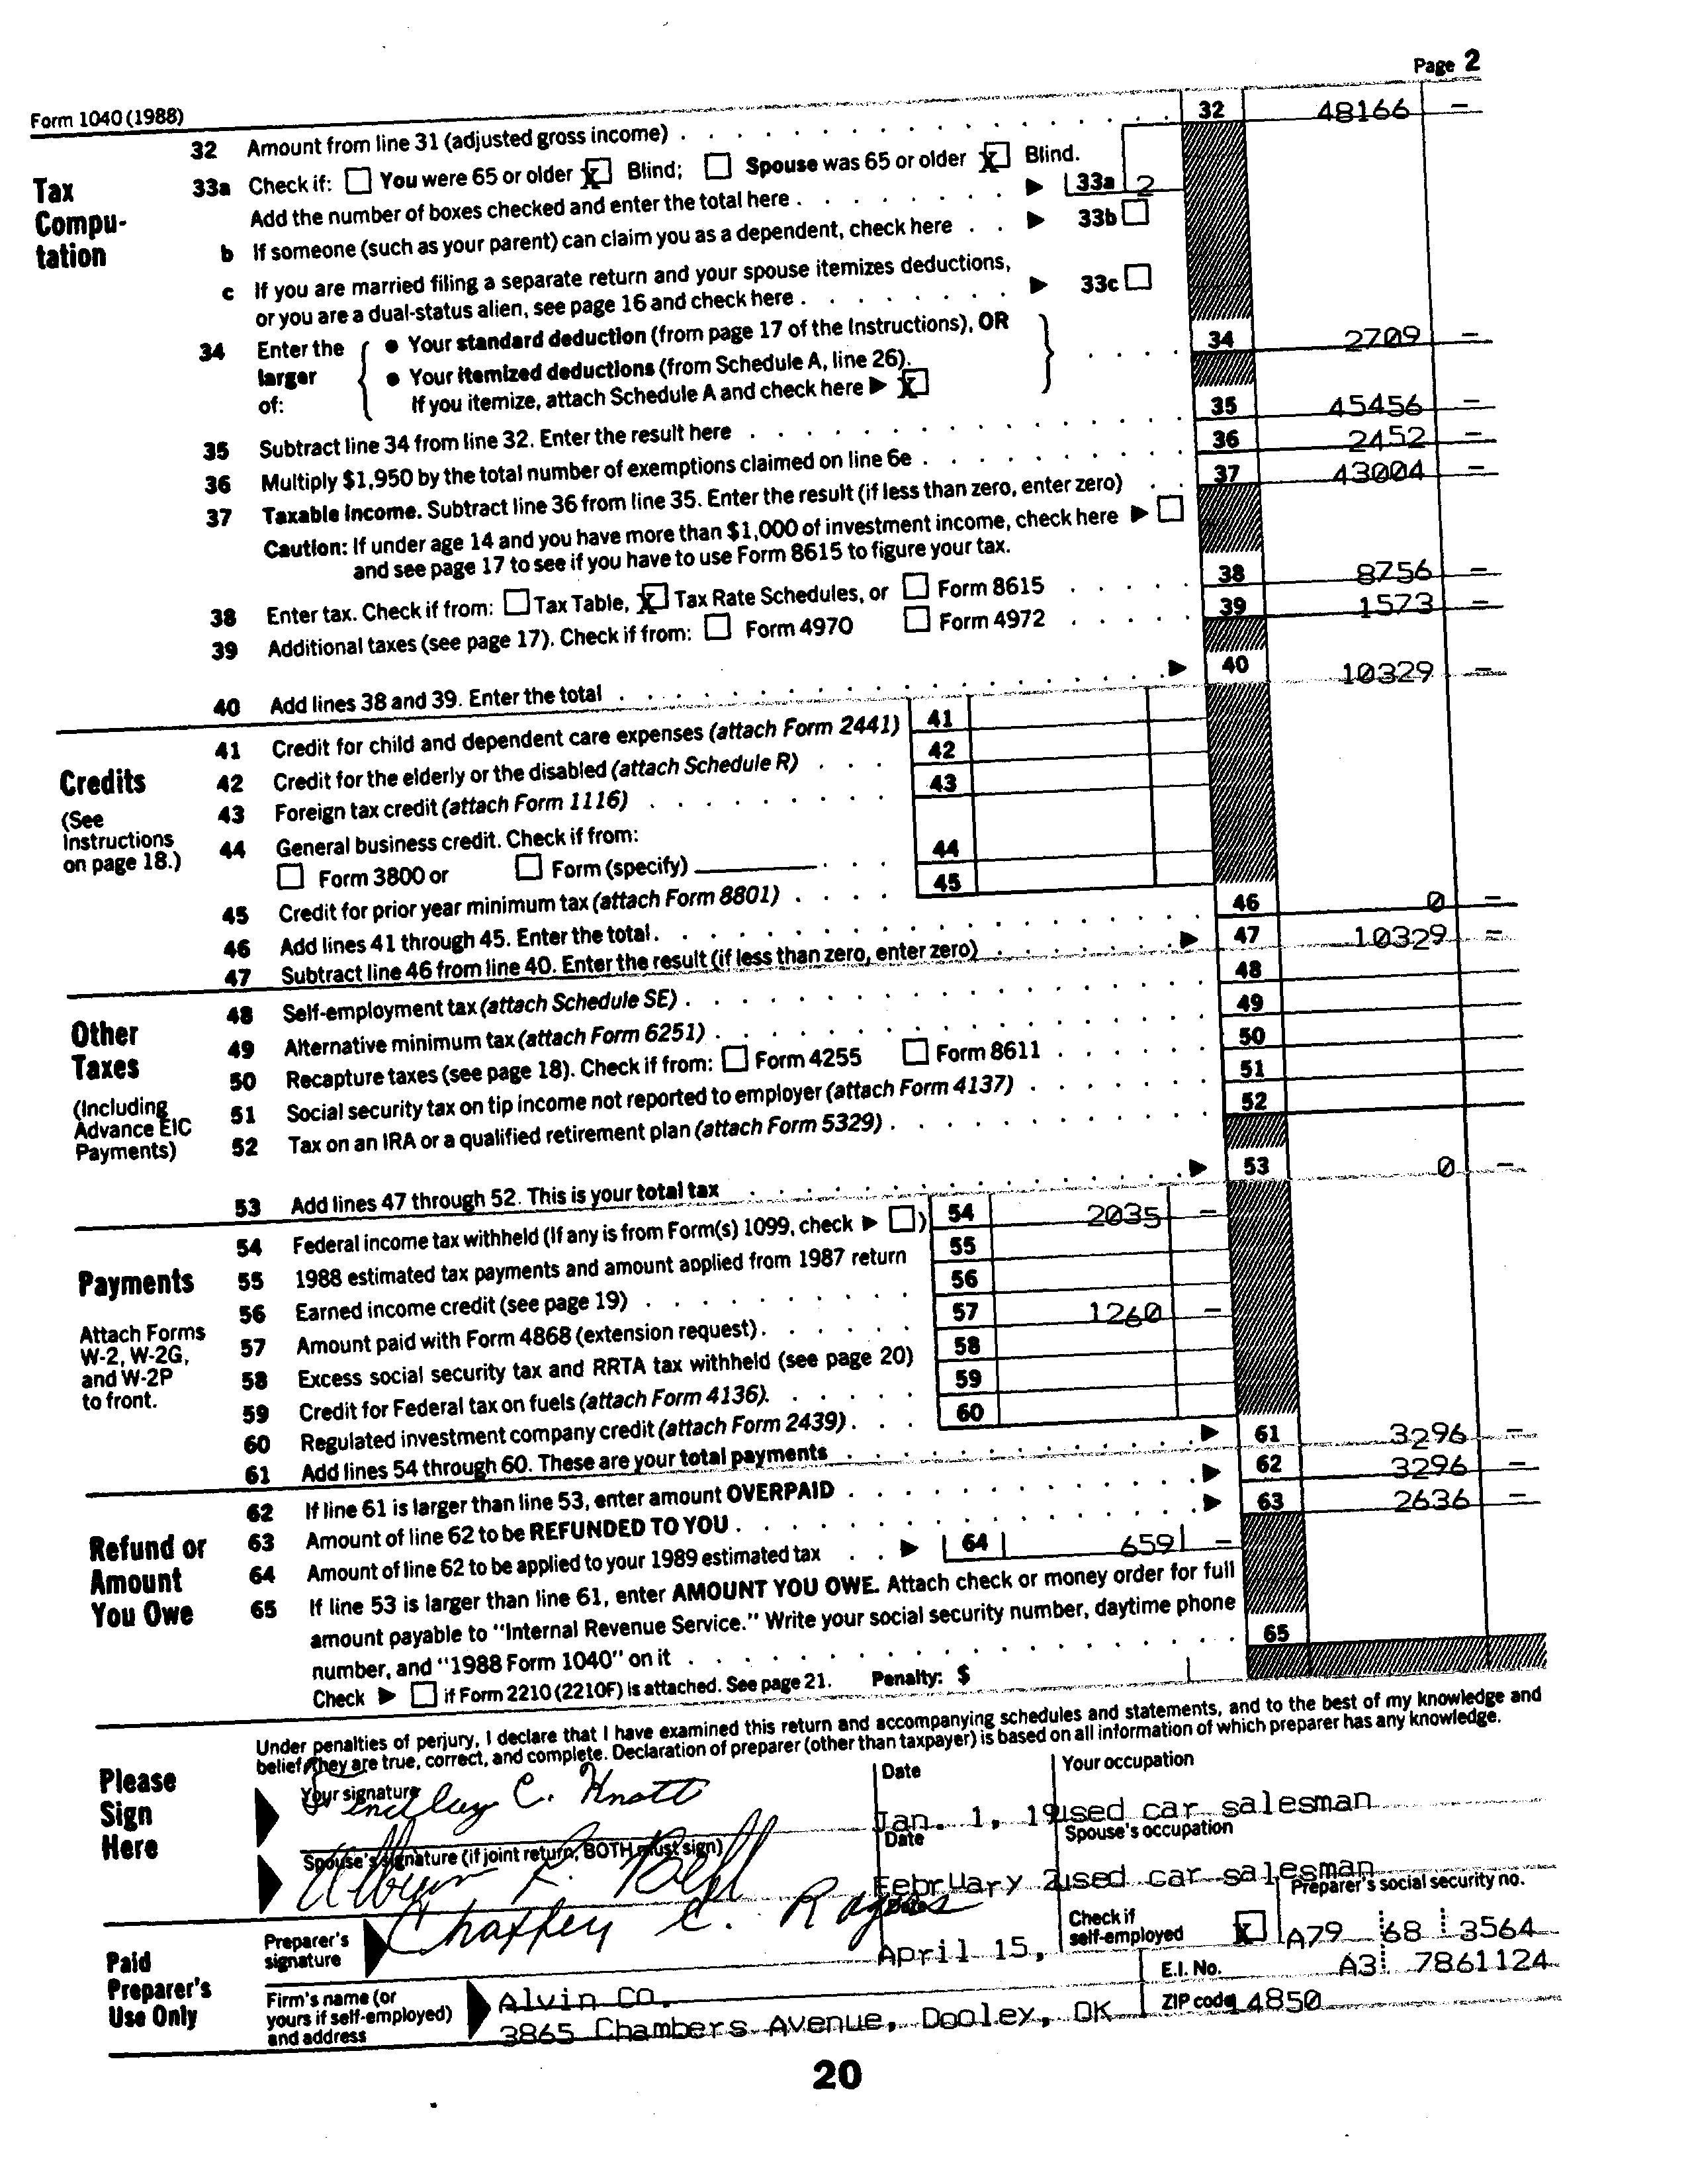 Page 2
Form 1040 (1988)
32 Amount from line 31 (adjusted gross income) 32 48166 –
Tax Compu- tation
33a Check if: ☐ You were 65 or older [X] Blind; ☐ Spouse was 65 or older [X] Blind.
Add the number of boxes checked and enter the total here ▶ 33a 2
b If someone (such as your parent) can claim you as a dependent, check here ▶ 33b ☐
c If you are married filing a separate return and your spouse itemizes deductions,
or you are a dual-status alien, see page 16 and check here ▶ 33c ☐
34 Enter the larger of:
● Your standard deduction (from page 17 of the Instructions), OR
● Your itemized deductions (from Schedule A, line 26).
If you itemize, attach Schedule A and check here ▶ [X]
34 2709 –
35 Subtract line 34 from line 32. Enter the result here 35 45456 –
36 Multiply $1,950 by the total number of exemptions claimed on line 6e 36 2452 –
37 Taxable income. Subtract line 36 from line 35. Enter the result (if less than zero, enter zero) 37 43004 –
Caution: If under age 14 and you have more than $1,000 of investment income, check here ▶ ☐
and see page 17 to see if you have to use Form 8615 to figure your tax.
38 Enter tax. Check if from: ☐ Tax Table, [X] Tax Rate Schedules, or ☐ Form 8615 38 8756 –
39 Additional taxes (see page 17). Check if from: ☐ Form 4970 ☐ Form 4972 39 1573 –
40 Add lines 38 and 39. Enter the total ▶ 40 10329 –
Credits
(See Instructions on page 18.)
41 Credit for child and dependent care expenses (attach Form 2441) 41
42 Credit for the elderly or the disabled (attach Schedule R) 42
43 Foreign tax credit (attach Form 1116) 43
44 General business credit. Check if from:
☐ Form 3800 or ☐ Form (specify) 44
45 Credit for prior year minimum tax (attach Form 8801) 45
46 Add lines 41 through 45. Enter the total 46 0 –
47 Subtract line 46 from line 40. Enter the result (if less than zero, enter zero) ▶ 47 10329 –
Other Taxes
(Including Advance EIC Payments)
48 Self-employment tax (attach Schedule SE) 48
49 Alternative minimum tax (attach Form 6251) 49
50 Recapture taxes (see page 18). Check if from: ☐ Form 4255 ☐ Form 8611 50
51 Social security tax on tip income not reported to employer (attach Form 4137) 51
52 Tax on an IRA or a qualified retirement plan (attach Form 5329) 52
53 Add lines 47 through 52. This is your total tax ▶ 53 0 –
Payments
Attach Forms W-2, W-2G, and W-2P to front.
54 Federal income tax withheld (If any is from Form(s) 1099, check ▶ ☐) 54 2035 –
55 1988 estimated tax payments and amount applied from 1987 return 55
56 Earned income credit (see page 19) 56
57 Amount paid with Form 4868 (extension request) 57 1260 –
58 Excess social security tax and RRTA tax withheld (see page 20) 58
59 Credit for Federal tax on fuels (attach Form 4136) 59
60 Regulated investment company credit (attach Form 2439) 60
61 Add lines 54 through 60. These are your total payments ▶ 61 3296 –
Refund or Amount You Owe
62 If line 61 is larger than line 53, enter amount OVERPAID ▶ 62 3296 –
63 Amount of line 62 to be REFUNDED TO YOU ▶ 63 2636 –
64 Amount of line 62 to be applied to your 1989 estimated tax ▶ 64 659 –
65 If line 53 is larger than line 61, enter AMOUNT YOU OWE. Attach check or money order for full
amount payable to "Internal Revenue Service." Write your social security number, daytime phone
number, and "1988 Form 1040" on it 65
Check ▶ ☐ if Form 2210 (2210F) is attached. See page 21. Penalty: $
Please Sign Here
Under penalties of perjury, I declare that I have examined this return and accompanying schedules and statements, and to the best of my knowledge and
belief, they are true, correct, and complete. Declaration of preparer (other than taxpayer) is based on all information of which preparer has any knowledge.
Your signature C. Knott
Date Jan. 1, 19
Your occupation used car salesman
Spouse's signature (if joint return, BOTH must sign)
Date February 2
Spouse's occupation used car salesman
Paid Preparer's Use Only
Preparer's signature C.
April 15,
Check if self-employed [X]
Preparer's social security no. A79 68 3564
Firm's name (or yours if self-employed) and address
Alvin Co.
3865 Chambers Avenue, Dooley, OK
E.I. No. A3 7861124
ZIP code 14850
20